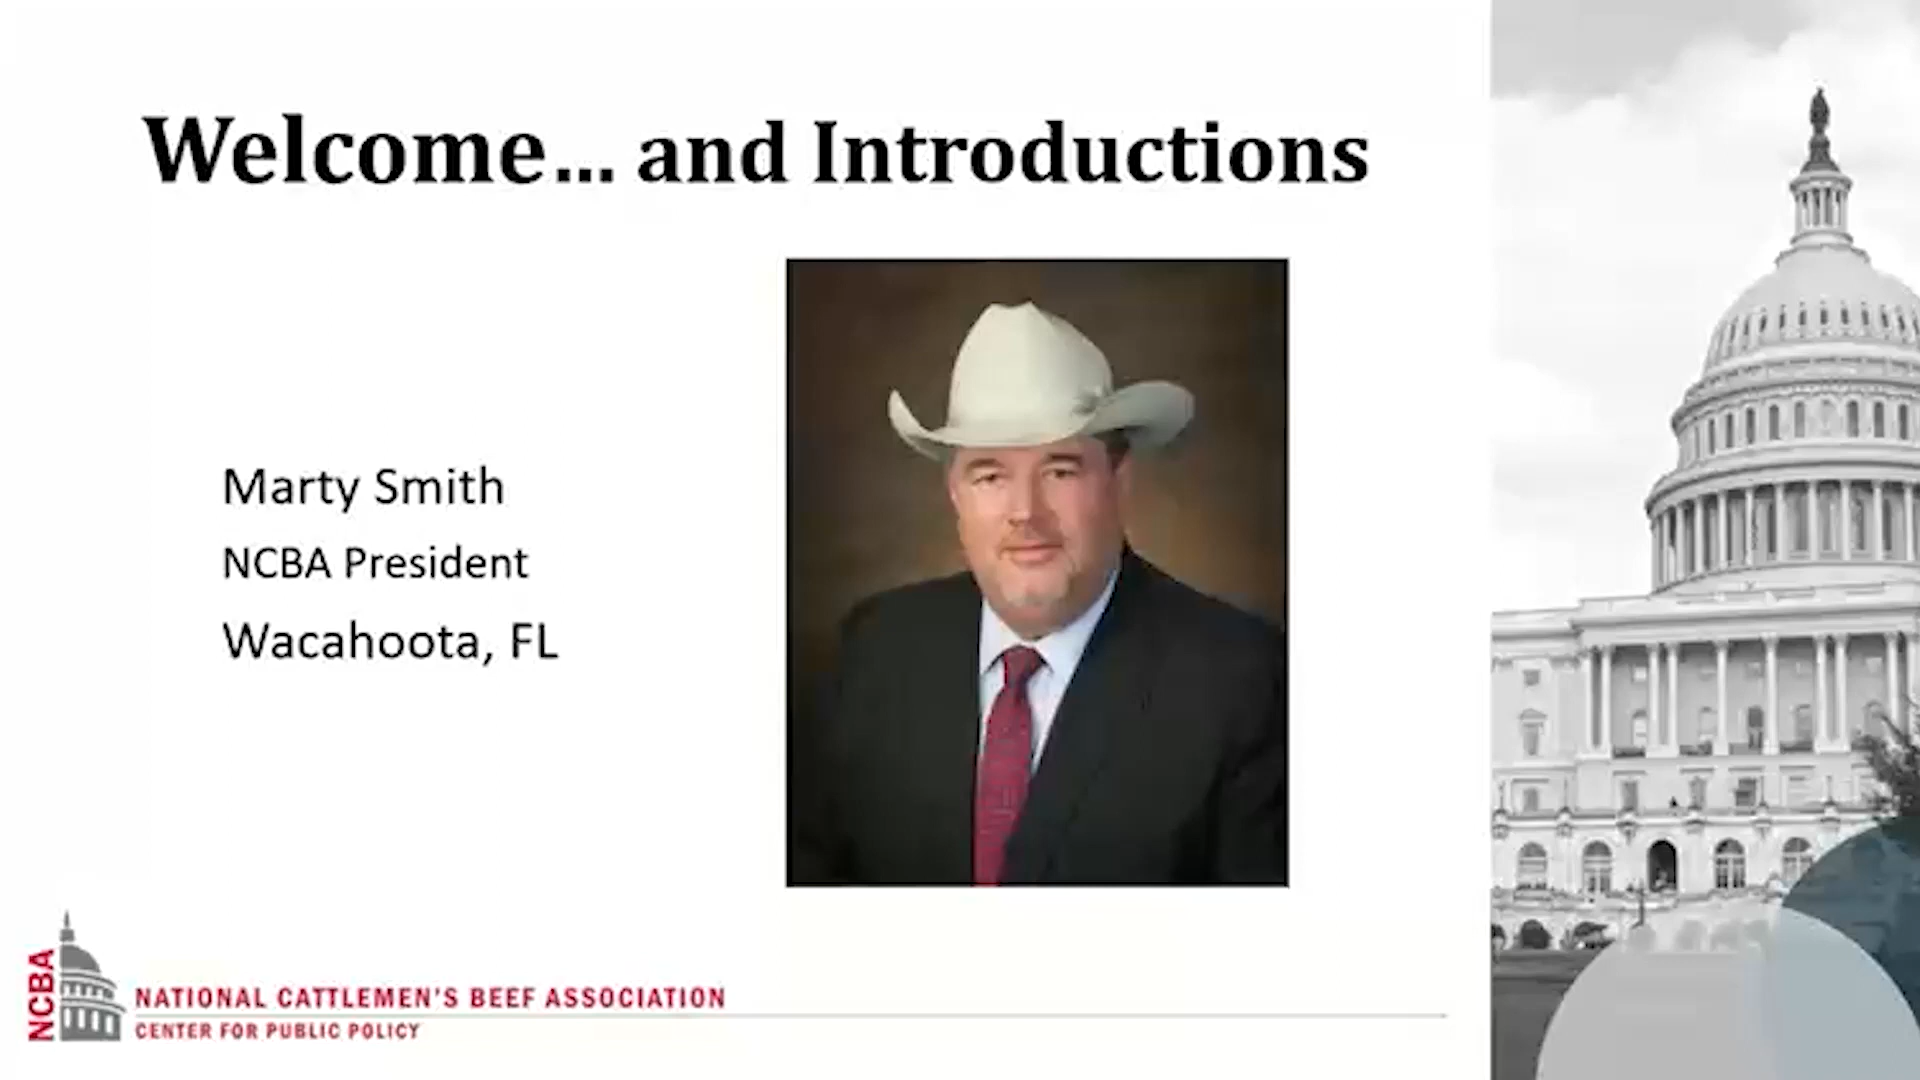 Welcome... and Introductions
Marty Smith
NCBA President
Wacahoota, FL
NCBA
NATIONAL CATTLEMEN'S BEEF ASSOCIATION
CENTER FOR PUBLIC POLICY